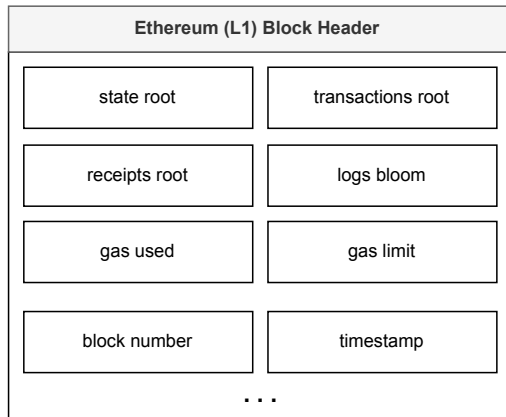 Ethereum (L1) Block Header
state root
transactions root
receipts root
logs bloom
gas used
gas limit
block number
timestamp
...